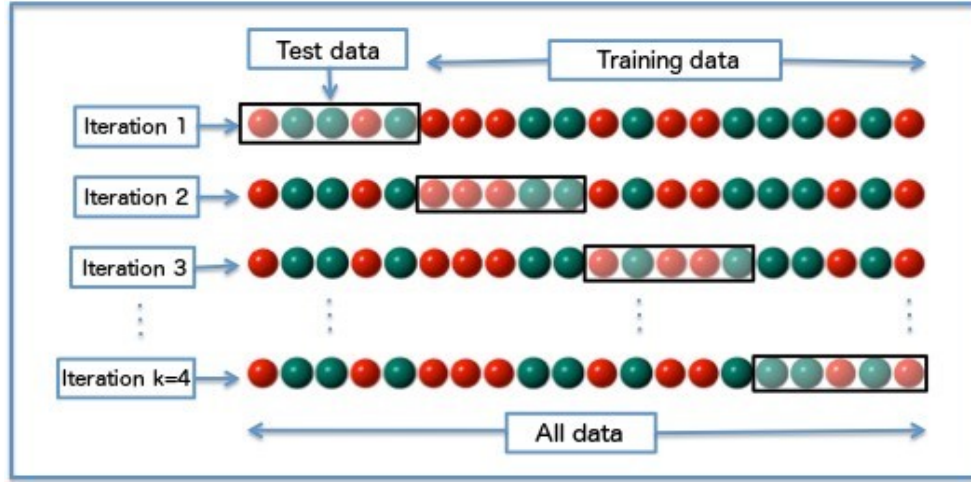 Test data
Training data
Iteration 1
Iteration 2
Iteration 3
Iteration k=4
All data